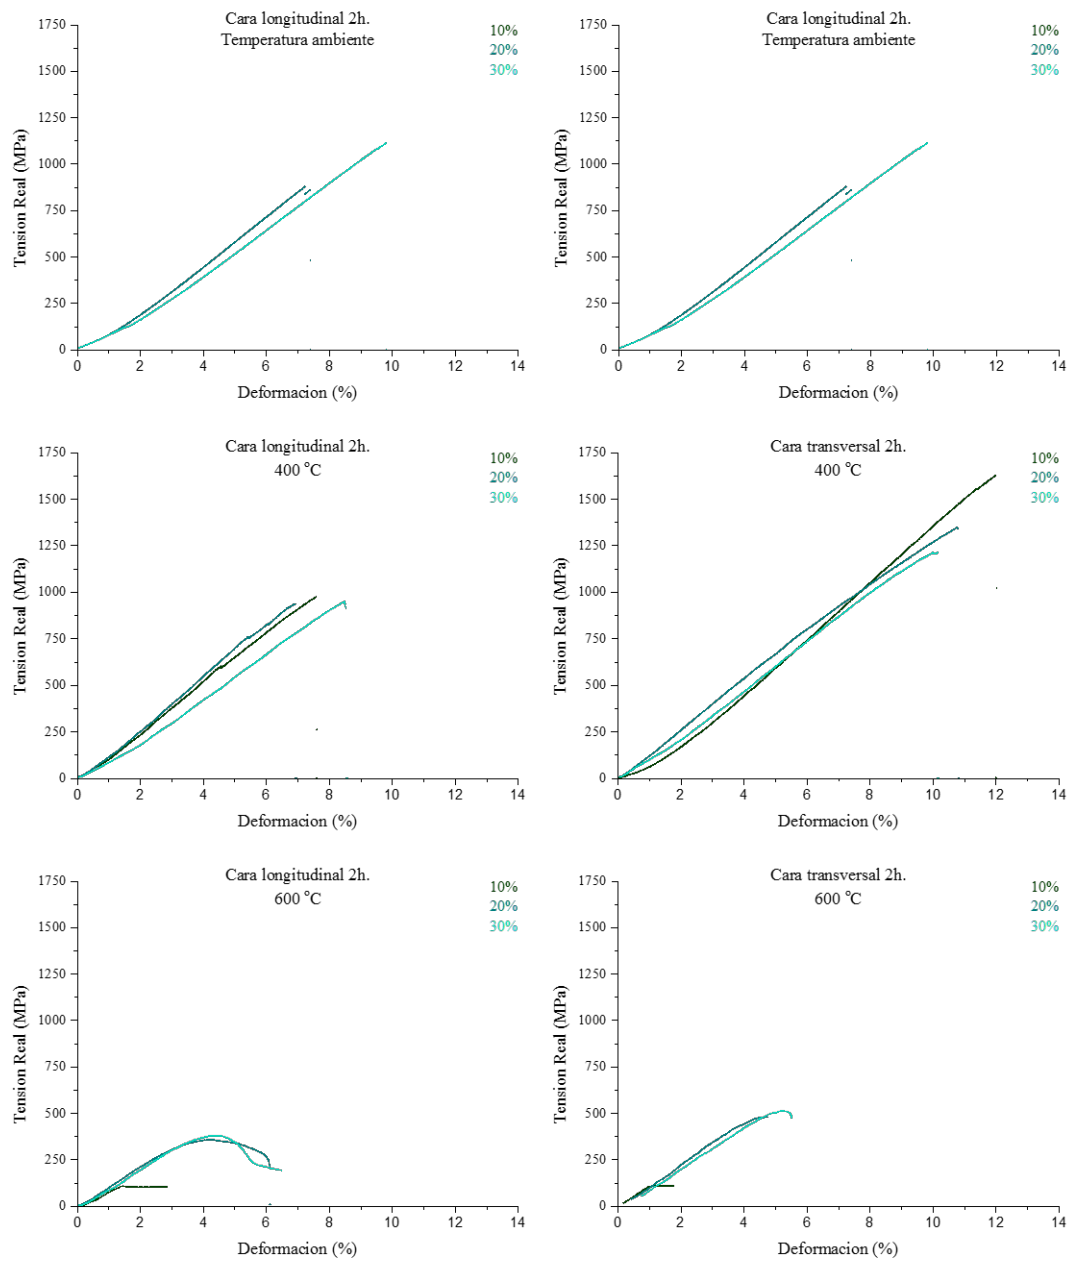 Cara longitudinal 2h.
Temperatura ambiente
10%
20%
30%
1750
1500
1250
1000
750
500
250
0
Tension Real (MPa)
0 2 4 6 8 10 12 14
Deformacion (%)
Cara longitudinal 2h.
Temperatura ambiente
10%
20%
30%
1750
1500
1250
1000
750
500
250
0
Tension Real (MPa)
0 2 4 6 8 10 12 14
Deformacion (%)
Cara longitudinal 2h.
400 °C
10%
20%
30%
1750
1500
1250
1000
750
500
250
0
Tension Real (MPa)
0 2 4 6 8 10 12 14
Deformacion (%)
Cara transversal 2h.
400 °C
10%
20%
30%
1750
1500
1250
1000
750
500
250
0
Tension Real (MPa)
0 2 4 6 8 10 12 14
Deformacion (%)
Cara longitudinal 2h.
600 °C
10%
20%
30%
1750
1500
1250
1000
750
500
250
0
Tension Real (MPa)
0 2 4 6 8 10 12 14
Deformacion (%)
Cara transversal 2h.
600 °C
10%
20%
30%
1750
1500
1250
1000
750
500
250
0
Tension Real (MPa)
0 2 4 6 8 10 12 14
Deformacion (%)